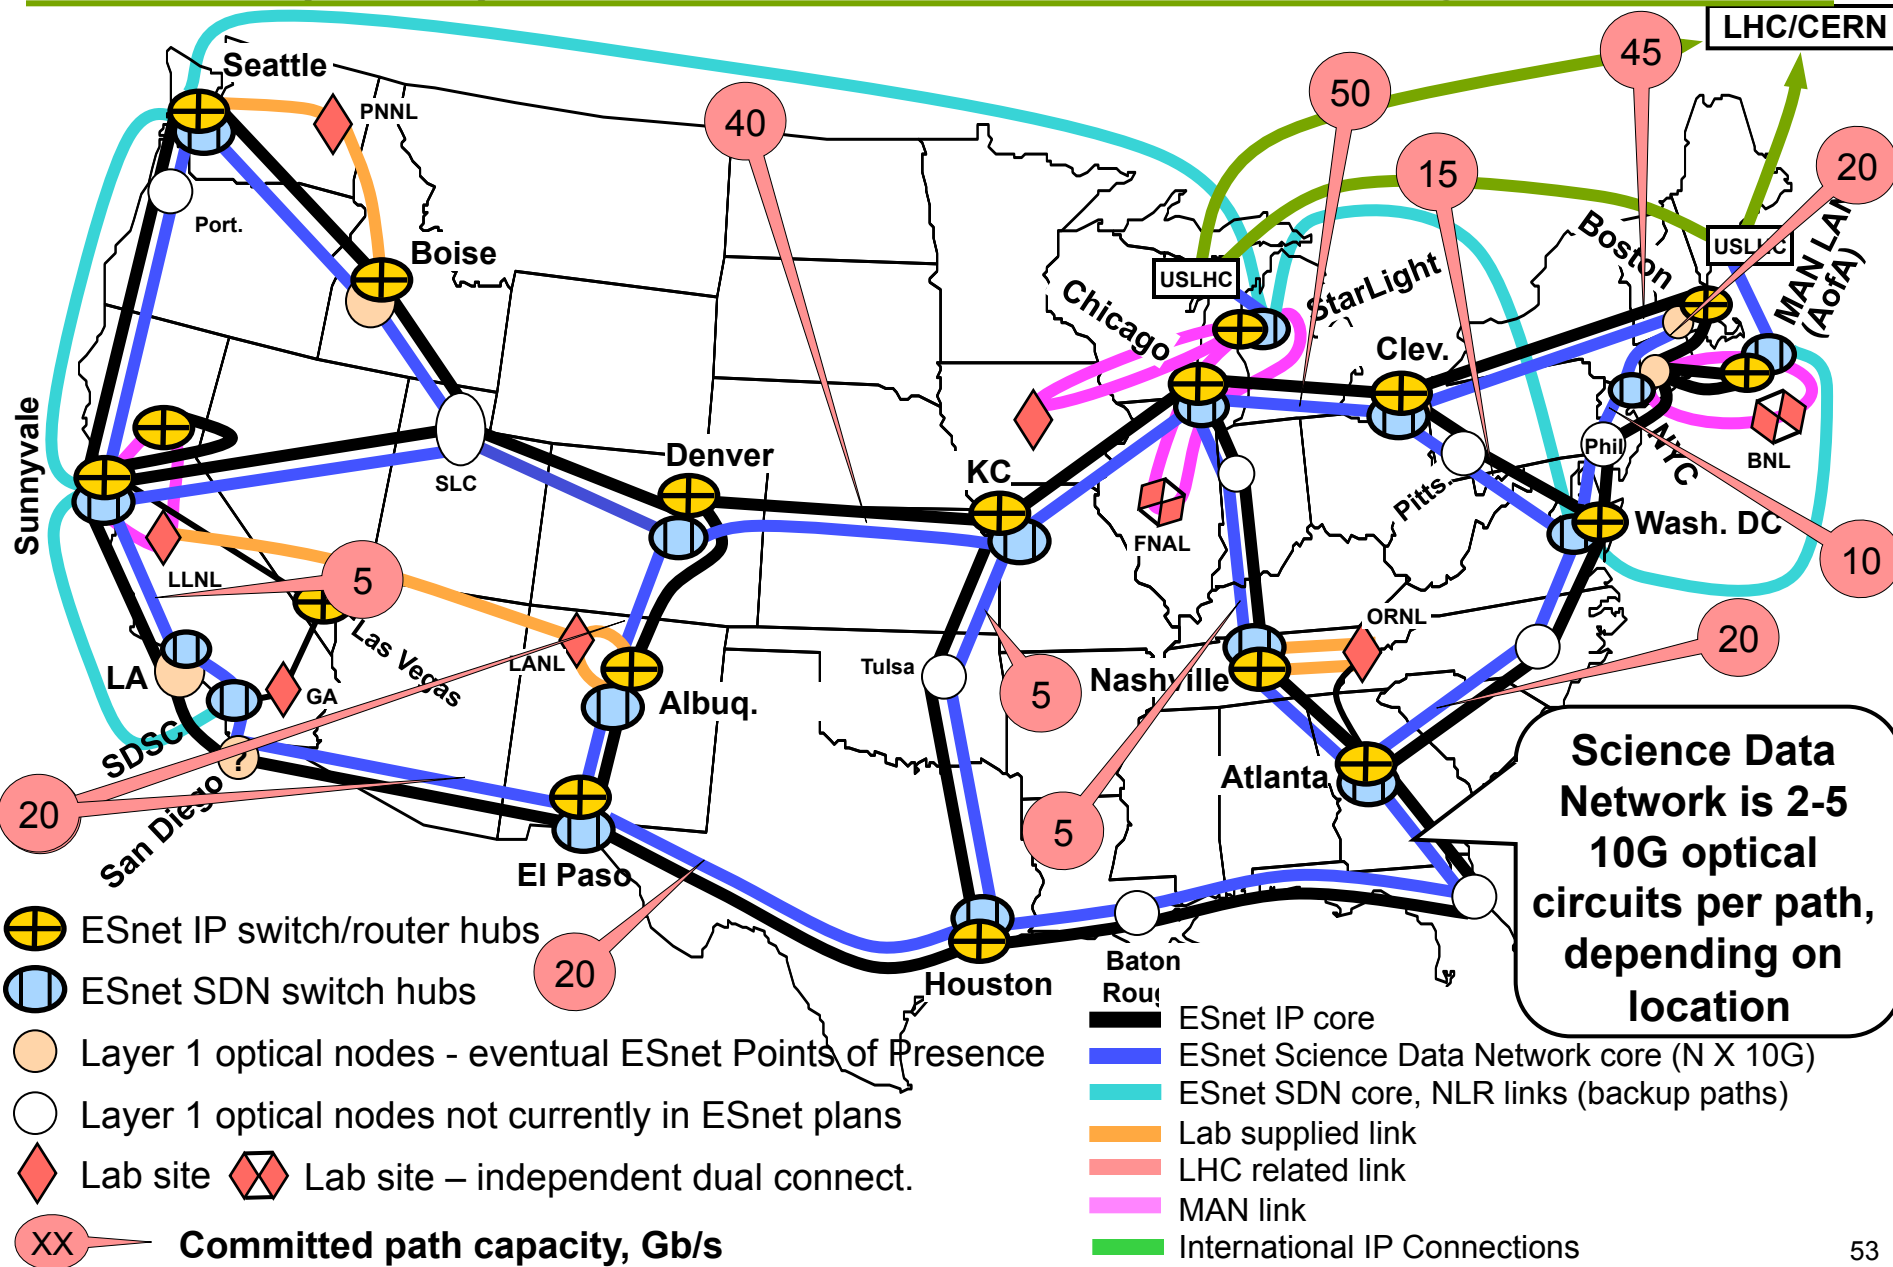 LHC/CERN
45
Seattle
50
40
PNNL
20
15
Port.
Boise
Boston
USLHC
MAN LAN
(AofA)
USLHC
StarLight
Chicago
Clev.
Sunnyvale
SLC
Denver
KC
Phil
NYC
BNL
Pitts.
Wash. DC
FNAL
10
LLNL
5
ORNL
Las Vegas
20
LANL
Tulsa
LA
GA
5
Nashville
Albuq.
SDSC
?
San Diego
20
Atlanta
5
El Paso
20
Houston
Baton
Science Data
Network is 2-5
10G optical
circuits per path,
depending on
location
ESnet IP switch/router hubs
ESnet SDN switch hubs
Layer 1 optical nodes - eventual ESnet Points of Presence
Layer 1 optical nodes not currently in ESnet plans
Lab site
Lab site – independent dual connect.
XX
Committed path capacity, Gb/s
ESnet IP core
ESnet Science Data Network core (N X 10G)
ESnet SDN core, NLR links (backup paths)
Lab supplied link
LHC related link
MAN link
International IP Connections
53